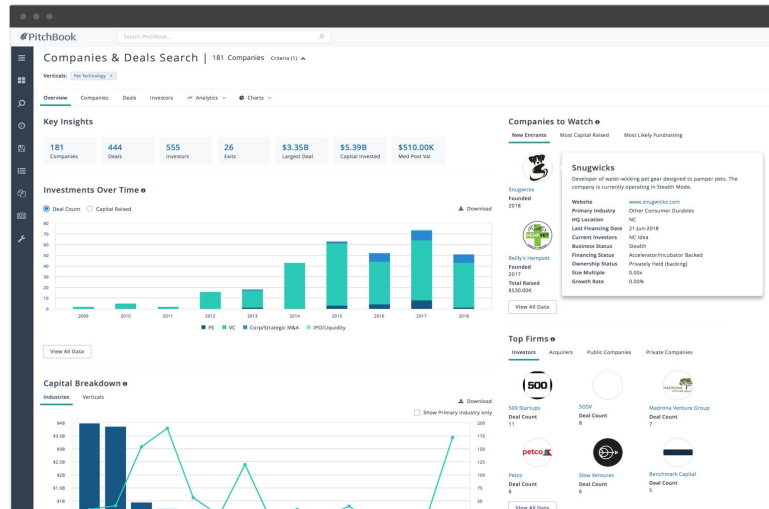 PitchBook
Search PitchBook...
Companies & Deals Search | 181 Companies Criteria (1)
Verticals: Pet Technology ×
Overview Companies Deals Investors Analytics Charts
Key Insights
181 444 555 26 $3.35B $5.39B $510.00K
Companies Deals Investors Exits Largest Deal Capital Invested Med Post Val
Investments Over Time
Deal Count Capital Raised Download
80
70
60
50
40
30
20
10
0
2009 2010 2011 2012 2013 2014 2015 2016 2017 2018
PE VC Corp/Strategic M&A IPO/Liquidity
View All Data
Capital Breakdown
Industries Verticals
Download
Show Primary Industry only
$4B 200
$3.5B 175
$3B 150
$2.5B 125
$2B 100
$1.5B 75
$1B 50
Companies to Watch
New Entrants Most Capital Raised Most Likely Fundraising
Snugwicks
Founded
2018
Snugwicks
Developer of water-wicking pet gear designed to pamper pets. The
company is currently operating in Stealth Mode.
Website www.snugwicks.com
Primary Industry Other Consumer Durables
HQ Location NC
Last Financing Date 21-Jun-2018
Current Investors NC Idea
Business Status Stealth
Financing Status Accelerator/Incubator Backed
Ownership Status Privately Held (backing)
Size Multiple 0.00x
Growth Rate 0.00%
Reilly's Hempvet
Founded
2017
Total Raised
$530.00K
View All Data
Top Firms
Investors Acquirers Public Companies Private Companies
500
MADRONA
500 Startups SOSV Madrona Venture Group
Deal Count Deal Count Deal Count
11 8 7
petco
Petco Slow Ventures Benchmark Capital
Deal Count Deal Count Deal Count
6 6 5
View All Data